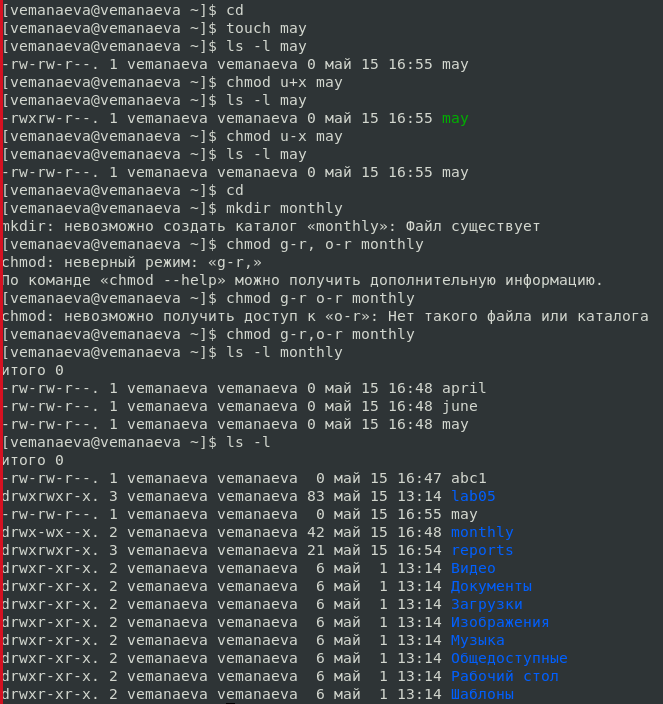 [vemanaeva@vemanaeva ~]$ cd
[vemanaeva@vemanaeva ~]$ touch may
[vemanaeva@vemanaeva ~]$ ls -l may
-rw-rw-r--. 1 vemanaeva vemanaeva 0 май 15 16:55 may
[vemanaeva@vemanaeva ~]$ chmod u+x may
[vemanaeva@vemanaeva ~]$ ls -l may
-rwxrw-r--. 1 vemanaeva vemanaeva 0 май 15 16:55 may
[vemanaeva@vemanaeva ~]$ chmod u-x may
[vemanaeva@vemanaeva ~]$ ls -l may
-rw-rw-r--. 1 vemanaeva vemanaeva 0 май 15 16:55 may
[vemanaeva@vemanaeva ~]$ cd
[vemanaeva@vemanaeva ~]$ mkdir monthly
mkdir: невозможно создать каталог «monthly»: Файл существует
[vemanaeva@vemanaeva ~]$ chmod g-r, o-r monthly
chmod: неверный режим: «g-r,»
По команде «chmod --help» можно получить дополнительную информацию.
[vemanaeva@vemanaeva ~]$ chmod g-r o-r monthly
chmod: невозможно получить доступ к «o-r»: Нет такого файла или каталога
[vemanaeva@vemanaeva ~]$ chmod g-r,o-r monthly
[vemanaeva@vemanaeva ~]$ ls -l monthly
итого 0
-rw-rw-r--. 1 vemanaeva vemanaeva 0 май 15 16:48 april
-rw-rw-r--. 1 vemanaeva vemanaeva 0 май 15 16:48 june
-rw-rw-r--. 1 vemanaeva vemanaeva 0 май 15 16:48 may
[vemanaeva@vemanaeva ~]$ ls -l
итого 0
-rw-rw-r--. 1 vemanaeva vemanaeva  0 май 15 16:47 abc1
drwxrwxr-x. 3 vemanaeva vemanaeva 83 май 15 13:14 lab05
-rw-rw-r--. 1 vemanaeva vemanaeva  0 май 15 16:55 may
drwx-wx--x. 2 vemanaeva vemanaeva 42 май 15 16:48 monthly
drwxrwxr-x. 3 vemanaeva vemanaeva 21 май 15 16:54 reports
drwxr-xr-x. 2 vemanaeva vemanaeva  6 май  1 13:14 Видео
drwxr-xr-x. 2 vemanaeva vemanaeva  6 май  1 13:14 Документы
drwxr-xr-x. 2 vemanaeva vemanaeva  6 май  1 13:14 Загрузки
drwxr-xr-x. 2 vemanaeva vemanaeva  6 май  1 13:14 Изображения
drwxr-xr-x. 2 vemanaeva vemanaeva  6 май  1 13:14 Музыка
drwxr-xr-x. 2 vemanaeva vemanaeva  6 май  1 13:14 Общедоступные
drwxr-xr-x. 2 vemanaeva vemanaeva  6 май  1 13:14 Рабочий стол
drwxr-xr-x. 2 vemanaeva vemanaeva  6 май  1 13:14 Шаблоны